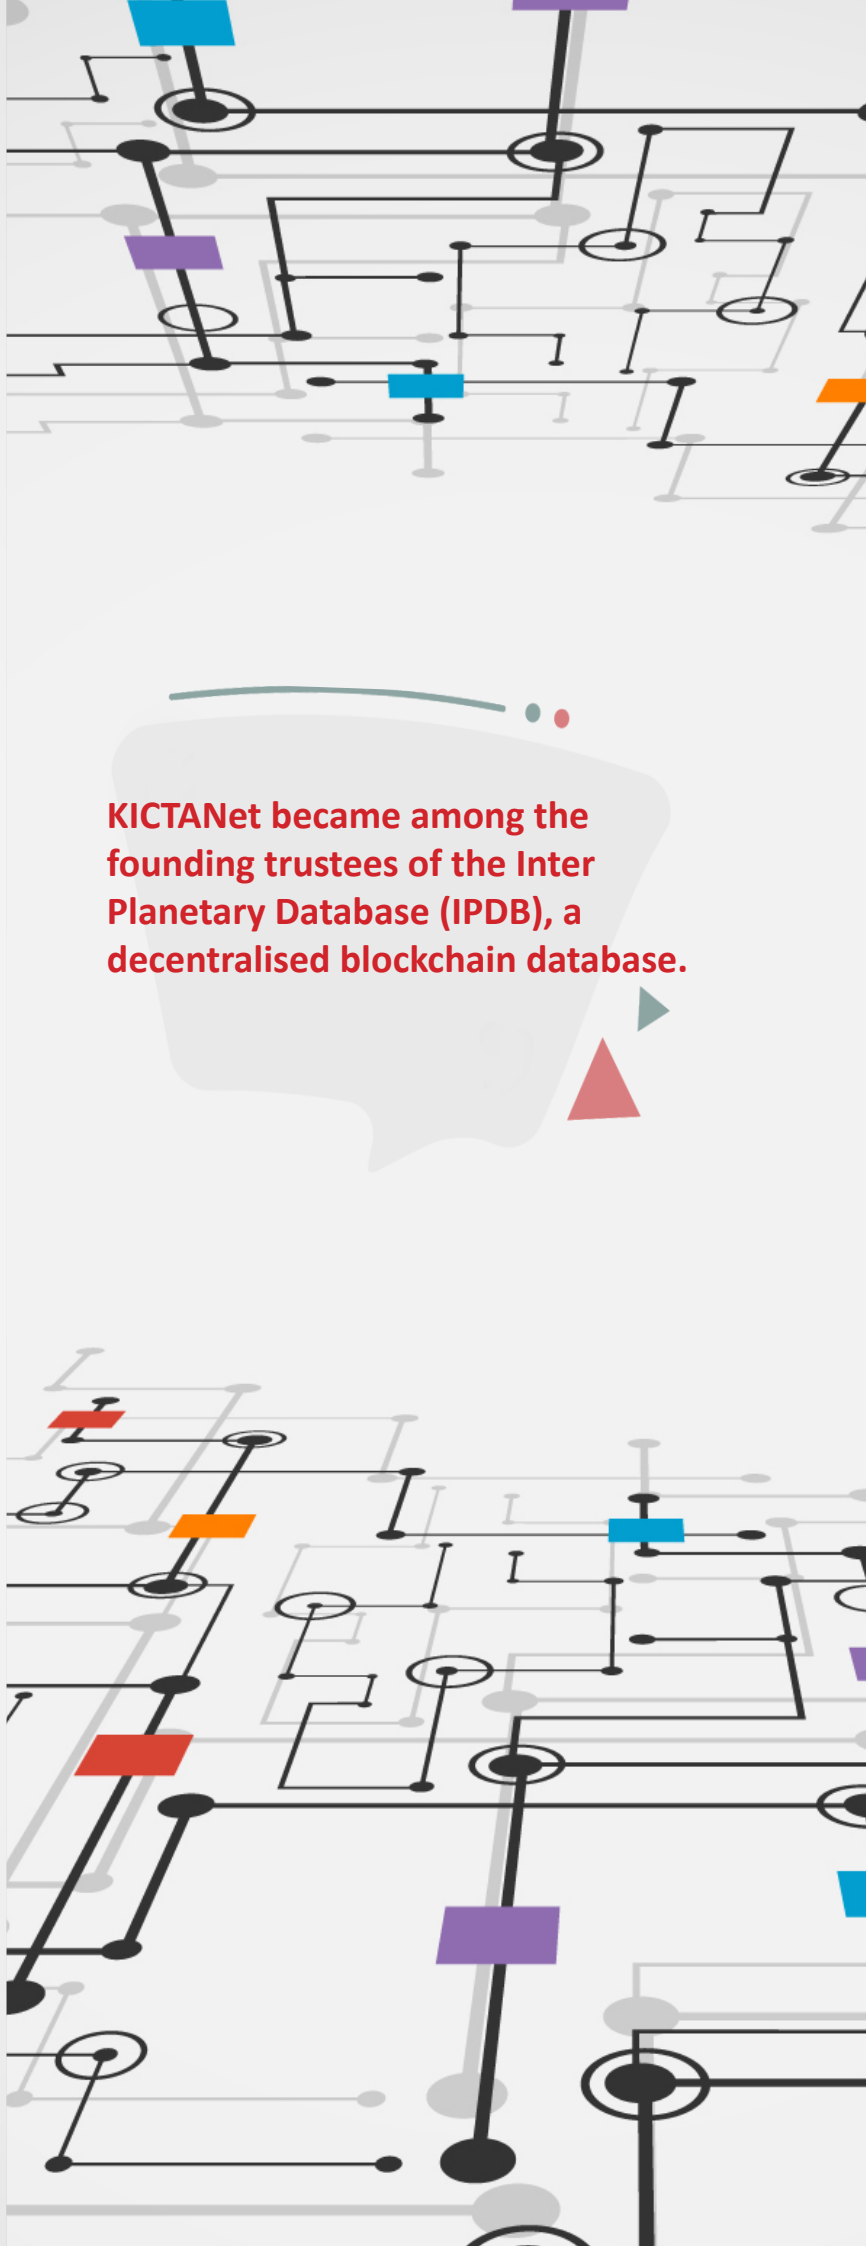 KICTANet became among the
founding trustees of the Inter
Planetary Database (IPDB), a
decentralised blockchain database.